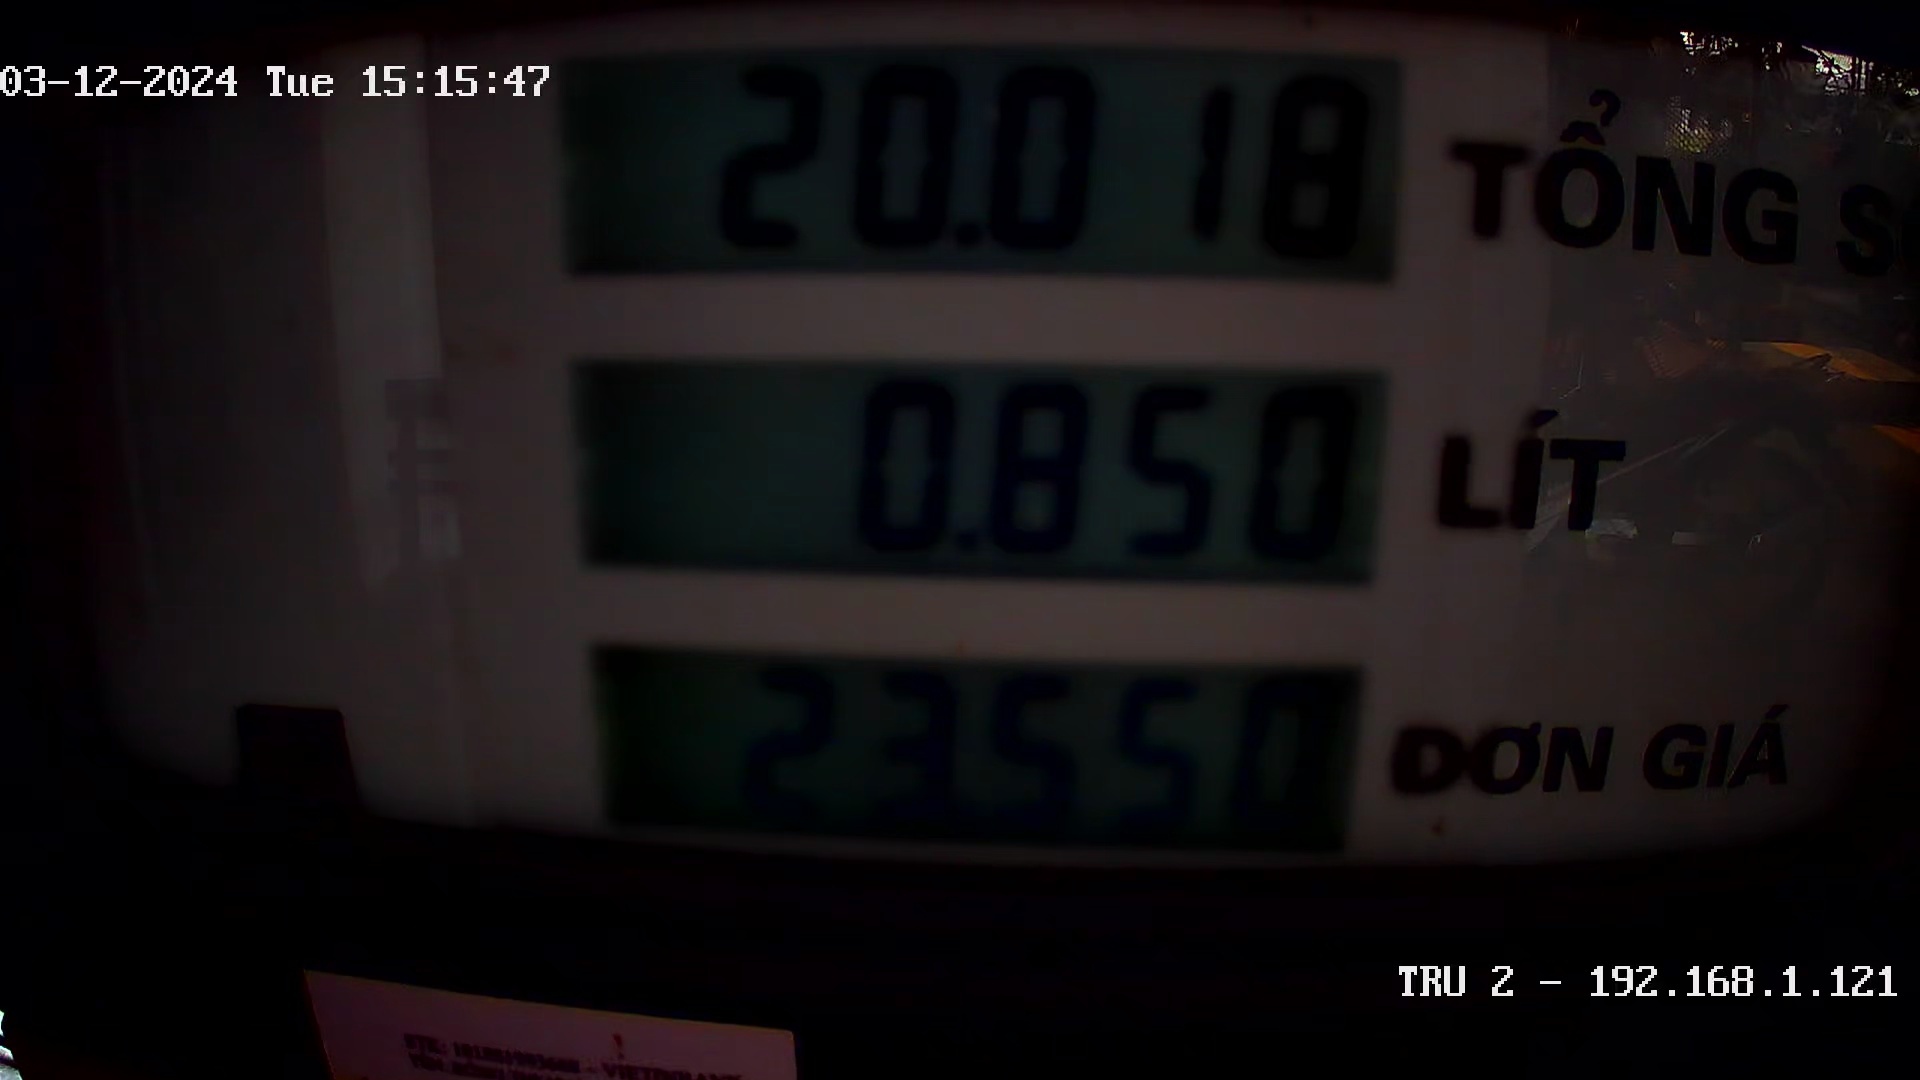 03-12-2024 Tue 15:15:47
20.018
TỔNG S
0.850
LÍT
23.550
ĐƠN GIÁ
TRU 2 - 192.168.1.121